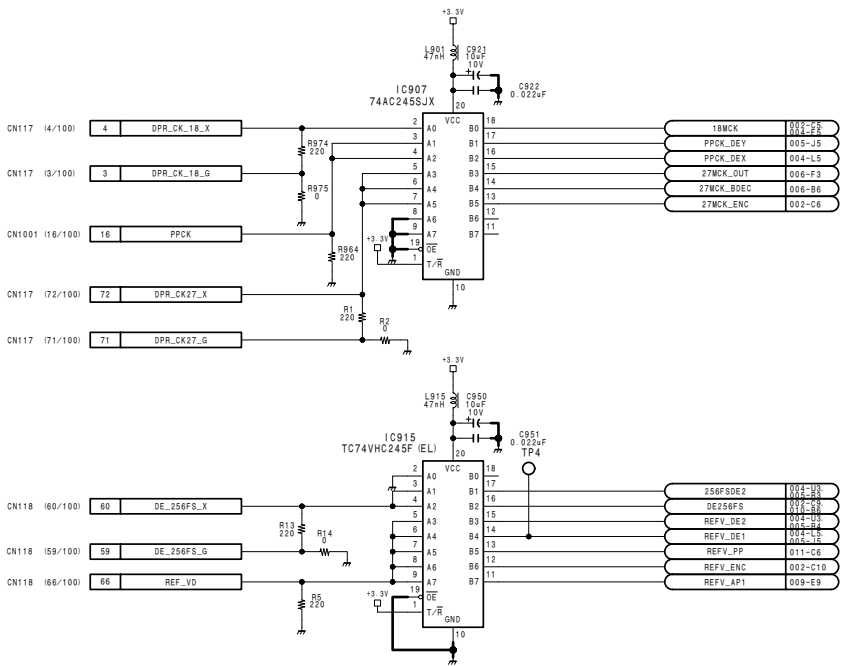 +3.3V
L901
47nH
C921
10uF
10V
+
C922
0.022uF
IC907
74AC245SJX
20
VCC
CN117 (4/100) 4 DPR_CK_18_X
R974
220
CN117 (3/100) 3 DPR_CK_18_G
R975
0
CN1001 (16/100) 16 PPCK
R964
220
+3.3V
CN117 (72/100) 72 DPR_CK27_X
R1
220
R2
0
CN117 (71/100) 71 DPR_CK27_G
2 A0 B0 18
3 A1 B1 17
4 A2 B2 16
5 A3 B3 15
6 A4 B4 14
7 A5 B5 13
8 A6 B6 12
9 A7 B7 11
19 OE
1 T/R
GND
10
18MCK 002-C5, 004-F5
PPCK_DEY 005-J5
PPCK_DEX 004-L5
27MCK_OUT 006-F3
27MCK_BDEC 006-B6
27MCK_ENC 002-C6
+3.3V
L915
47nH
C950
10uF
10V
+
C951
0.022uF
TP4
IC915
TC74VHC245F(EL)
20
VCC
CN118 (60/100) 60 DE_256FS_X
R13
220
R14
0
CN118 (59/100) 59 DE_256FS_G
CN118 (66/100) 66 REF_VD
R5
220
+3.3V
2 A0 B0 18
3 A1 B1 17
4 A2 B2 16
5 A3 B3 15
6 A4 B4 14
7 A5 B5 13
8 A6 B6 12
9 A7 B7 11
19 OE
1 T/R
GND
10
256FSDE2 004-U3,
DE256FS 002-C9,
REFV_DE2 004-U3,
REFV_DE1 004-L5,
REFV_PP 011-C6
REFV_ENC 002-C10
REFV_AP1 009-E9